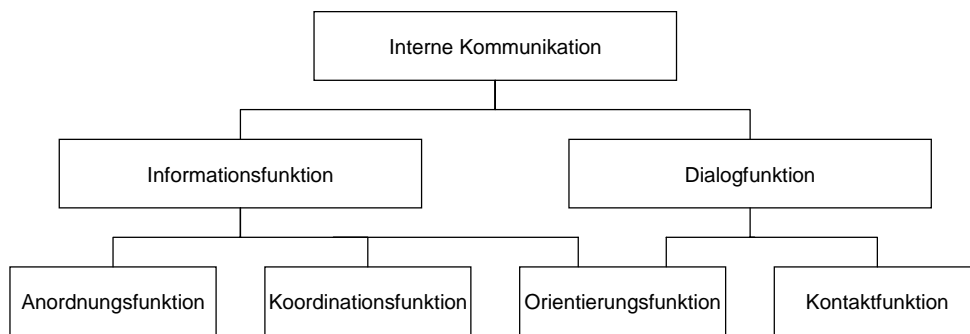 Interne Kommunikation
Informationsfunktion
Dialogfunktion
Anordnungsfunktion
Koordinationsfunktion
Orientierungsfunktion
Kontaktfunktion